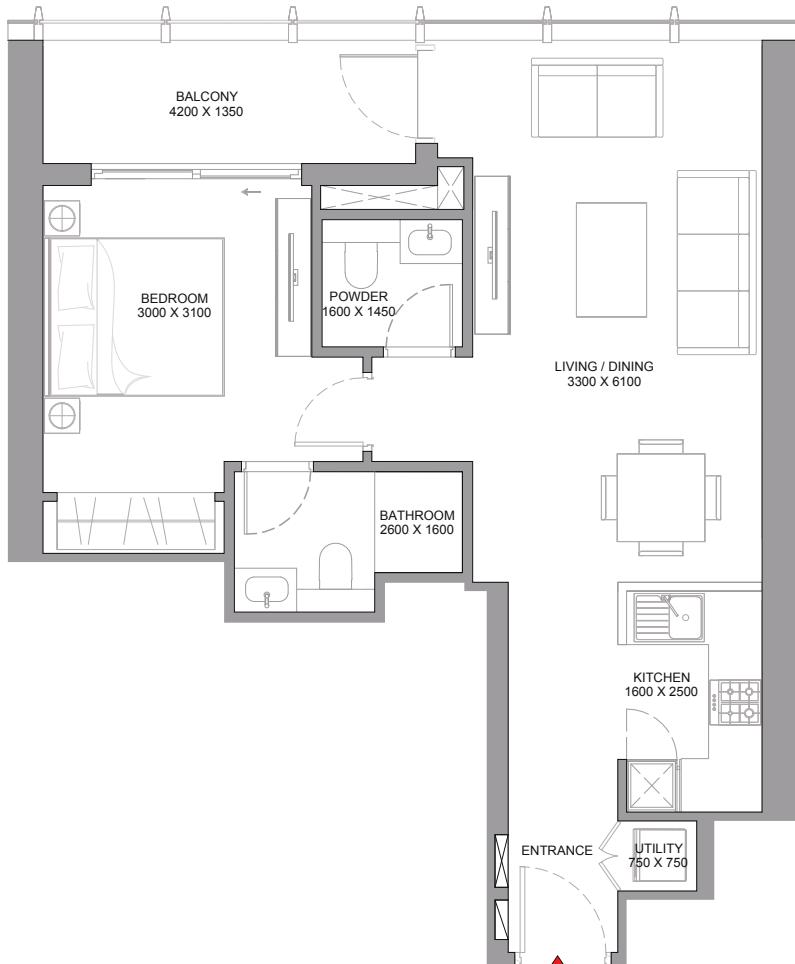 BALCONY
4200 X 1350
BEDROOM
3000 X 3100
POWDER
1600 X 1450
LIVING / DINING
3300 X 6100
BATHROOM
2600 X 1600
KITCHEN
1600 X 2500
ENTRANCE
UTILITY
750 X 750